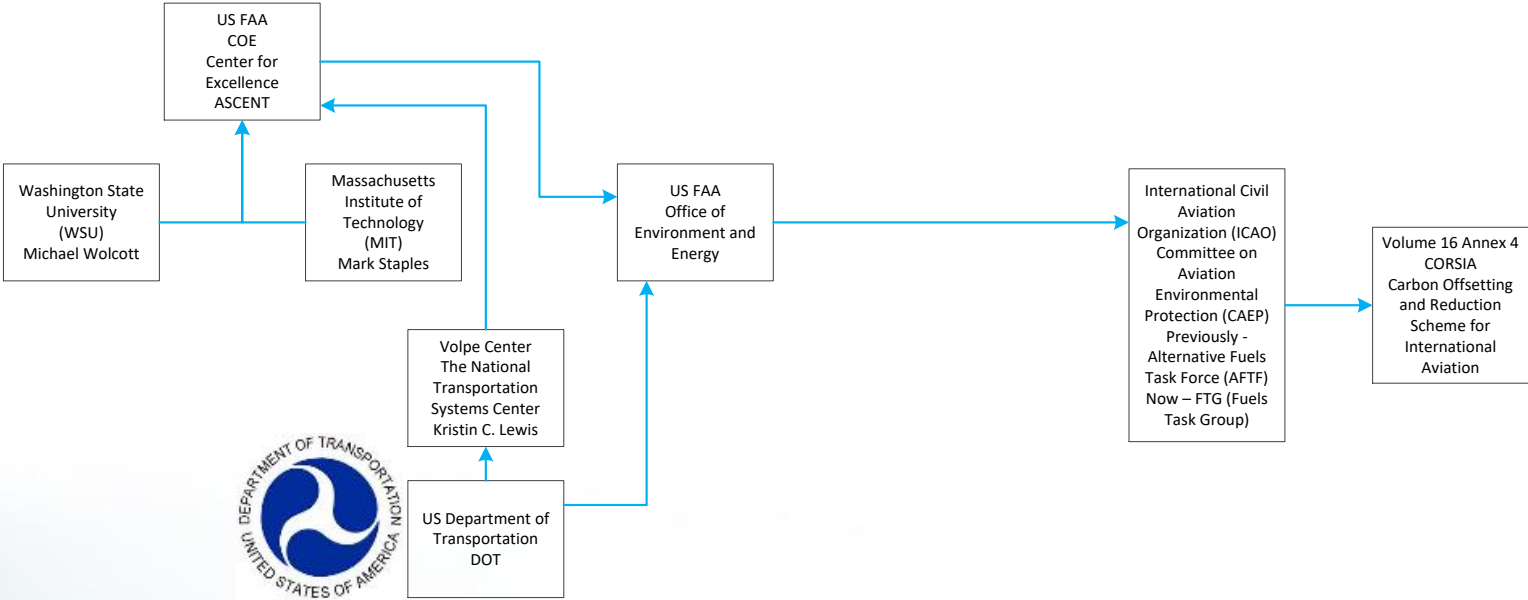 US FAA
COE
Center for
Excellence
ASCENT
Washington State
University
(WSU)
Michael Wolcott
Massachusetts
Institute of
Technology
(MIT)
Mark Staples
US FAA
Office of
Environment and
Energy
International Civil
Aviation
Organization (ICAO)
Committee on
Aviation
Environmental
Protection (CAEP)
Previously -
Alternative Fuels
Task Force (AFTF)
Now – FTG (Fuels
Task Group)
Volume 16 Annex 4
CORSIA
Carbon Offsetting
and Reduction
Scheme for
International
Aviation
Volpe Center
The National
Transportation
Systems Center
Kristin C. Lewis
DEPARTMENT OF TRANSPORTATION
UNITED STATES OF AMERICA
US Department of
Transportation
DOT